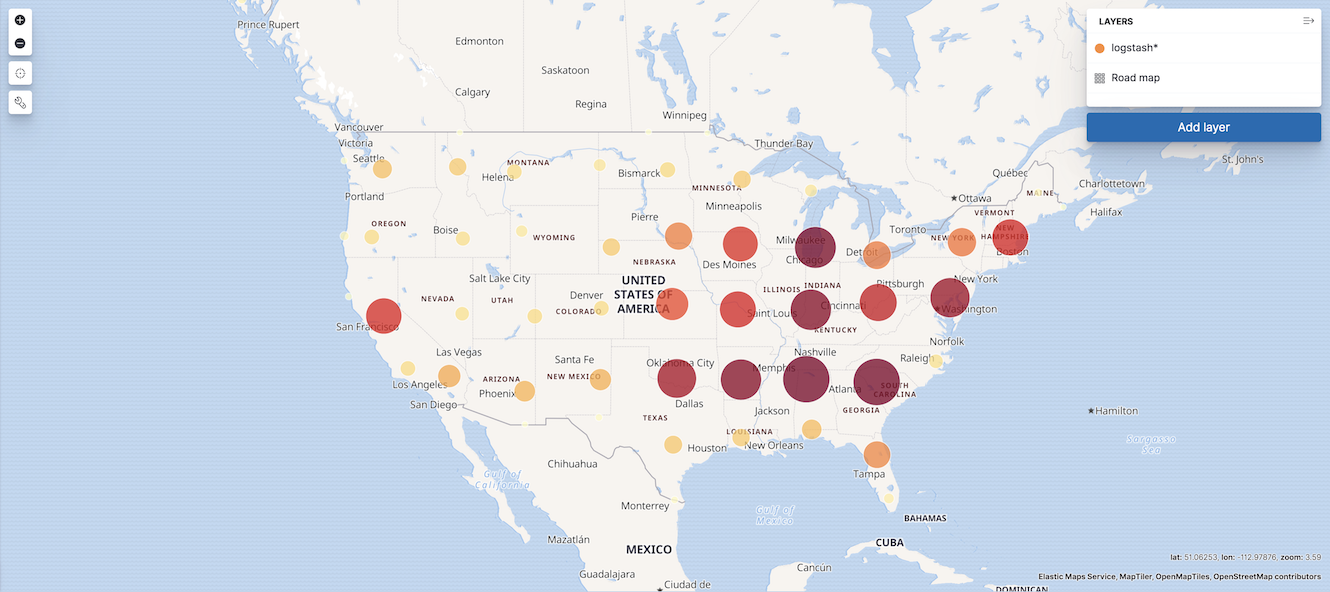 LAYERS
logstash*
Road map
Add layer
Prince Rupert
Edmonton
Saskatoon
Calgary
Regina
Winnipeg
Vancouver
Victoria
Seattle
Thunder Bay
St. John's
MONTANA
Helena
Bismarck
Québec
Charlottetown
MINNESOTA
MAINE
Portland
Ottawa
Minneapolis
Halifax
VERMONT
Pierre
OREGON
Boise
Toronto
NEW
NEW YORK
HAMPSHIRE
WYOMING
Milwaukee
Detroit
Boston
NEBRASKA
Des Moines
Chicago
Salt Lake City
UNITED
STATES OF
AMERICA
New York
Pittsburgh
ILLINOIS
INDIANA
NEVADA
UTAH
Denver
COLORADO
Cincinnati
Washington
Saint Louis
San Francisco
KENTUCKY
Norfolk
Las Vegas
Nashville
Santa Fe
Oklahoma City
Raleigh
Memphis
Los Angeles
ARIZONA
NEW MEXICO
Phoenix
Atlanta
SOUTH
CAROLINA
San Diego
Dallas
Jackson
GEORGIA
Hamilton
TEXAS
LOUISIANA
Houston
New Orleans
Sargasso
Sea
Chihuahua
Gulf of
California
Tampa
Monterrey
Gulf of
Mexico
BAHAMAS
Mazatlán
MEXICO
CUBA
Guadalajara
Cancún
Ciudad de
DOMINICAN
lat: 51.06253, lon: -112.97876, zoom: 3.59
Elastic Maps Service, MapTiler, OpenMapTiles, OpenStreetMap contributors